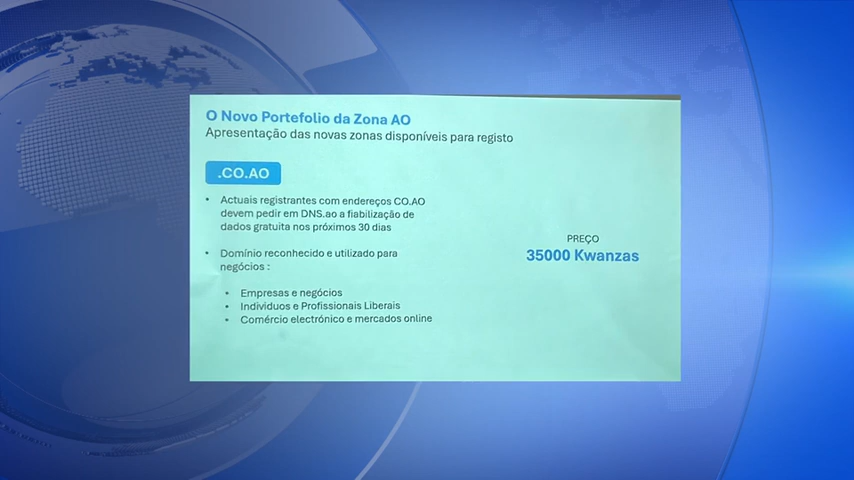 O Novo Portefolio da Zona AO
Apresentação das novas zonas disponíveis para registo
.CO.AO
• Actuais registrantes com endereços CO.AO
devem pedir em DNS.ao a fiabilização de
dados gratuita nos próximos 30 dias
• Domínio reconhecido e utilizado para
negócios :
• Empresas e negócios
• Individuos e Profissionais Liberais
• Comércio electrónico e mercados online
PREÇO
35000 Kwanzas